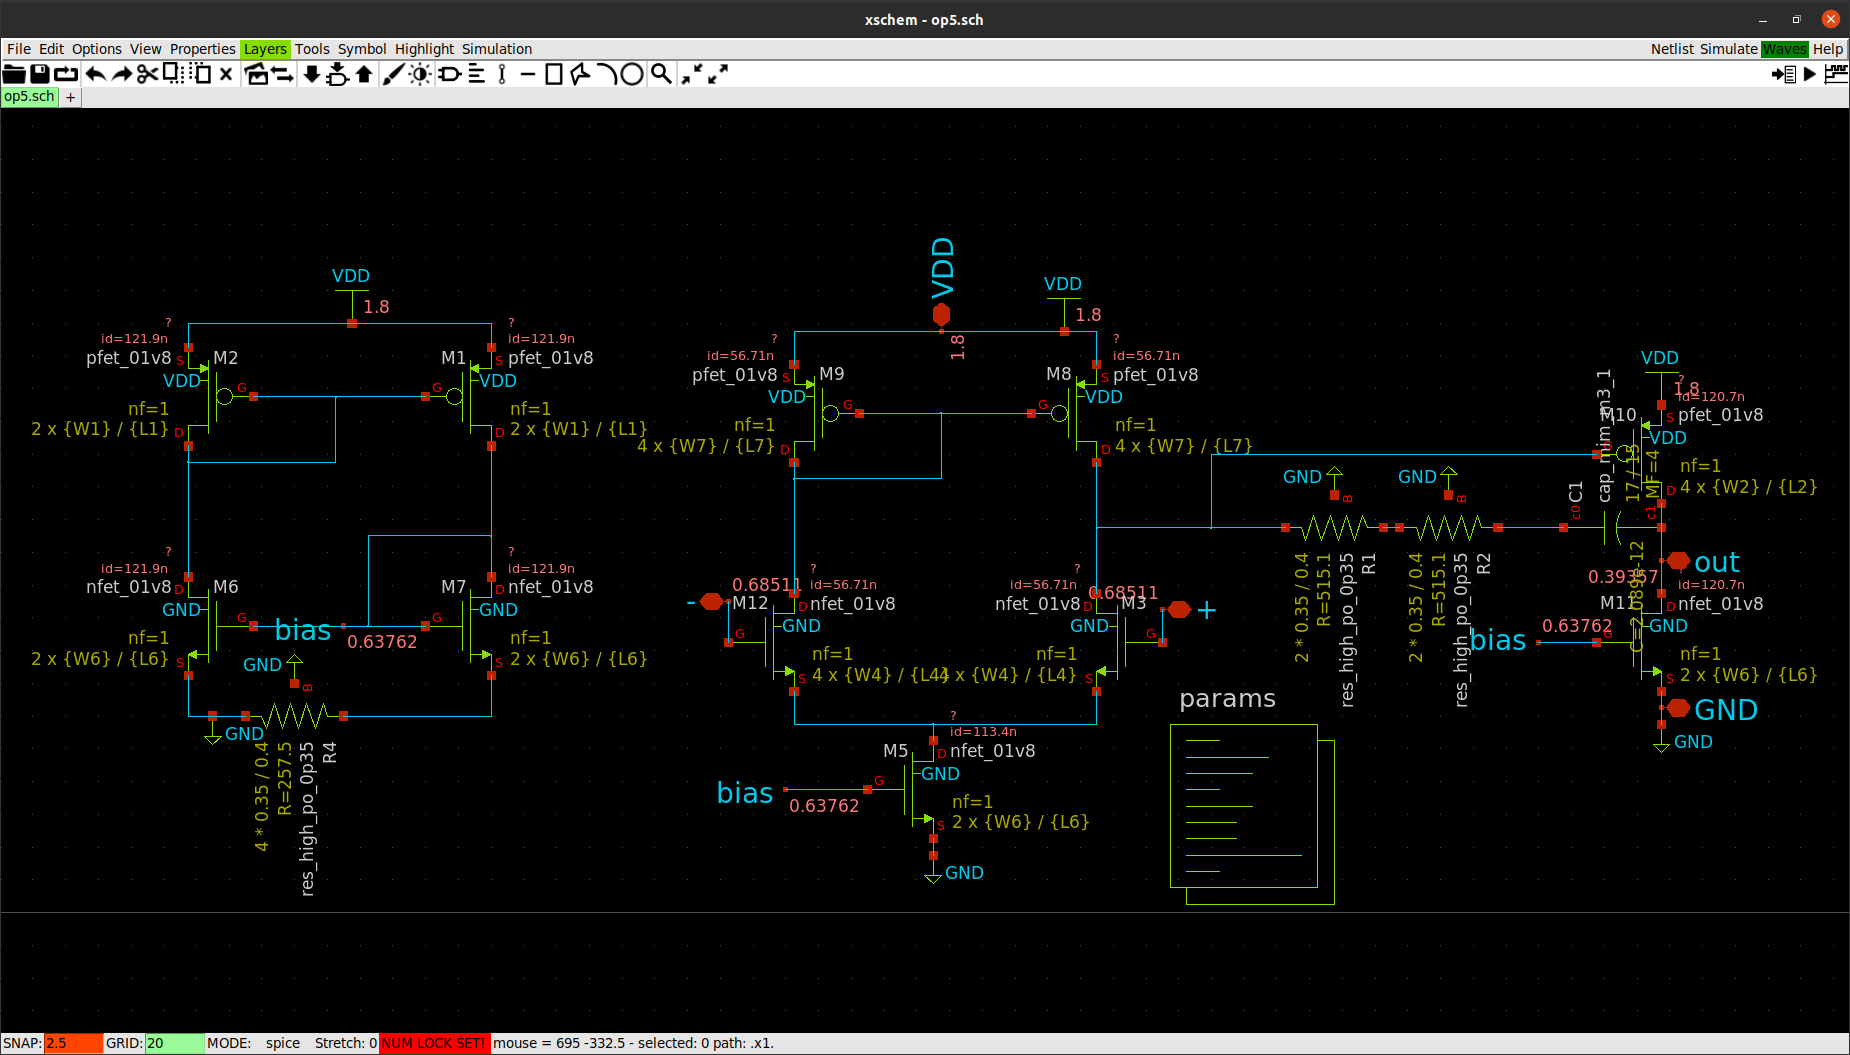 xschem - op5.sch
File Edit Options View Properties Layers Tools Symbol Highlight Simulation
Netlist Simulate Waves Help
op5.sch +
VDD
1.8
?
id=121.9n
pfet_01v8
S
M2
VDD
G
nf=1
2 x {W1} / {L1}
D
?
id=121.9n
M1
pfet_01v8
S
VDD
G
nf=1
2 x {W1} / {L1}
D
?
id=121.9n
nfet_01v8
D
M6
GND
G
nf=1
2 x {W6} / {L6}
S
bias
0.63762
?
id=121.9n
M7
nfet_01v8
D
GND
G
nf=1
2 x {W6} / {L6}
S
GND
B
GND
4 * 0.35 / 0.4
R=257.5
res_high_po_0p35
R4
VDD
1.8
VDD
1.8
?
id=56.71n
pfet_01v8
S
M9
VDD
G
nf=1
4 x {W7} / {L7}
D
?
id=56.71n
M8
pfet_01v8
S
VDD
G
nf=1
4 x {W7} / {L7}
D
-
0.68511
M12
?
id=56.71n
nfet_01v8
D
GND
G
nf=1
4 x {W4} / {L4}
S
?
id=56.71n
nfet_01v8
D
0.68511
M3
+
GND
G
nf=1
4 x {W4} / {L4}
S
?
id=113.4n
M5
nfet_01v8
D
GND
G
bias
0.63762
nf=1
2 x {W6} / {L6}
S
GND
params
GND
B
2 * 0.35 / 0.4
R=515.1
res_high_po_0p35
R1
GND
B
2 * 0.35 / 0.4
R=515.1
res_high_po_0p35
R2
C1
c0
cap_mim_m3_1
17 / 15
MF=4
c1
VDD
1.8
?
id=120.7n
M10
pfet_01v8
S
VDD
nf=1
4 x {W2} / {L2}
D
out
0.39357
id=120.7n
M11
nfet_01v8
D
bias
0.63762
G
GND
nf=1
2 x {W6} / {L6}
S
GND
GND
SNAP: 2.5 GRID: 20 MODE: spice Stretch: 0 NUM LOCK SET! mouse = 695 -332.5 - selected: 0 path: .x1.